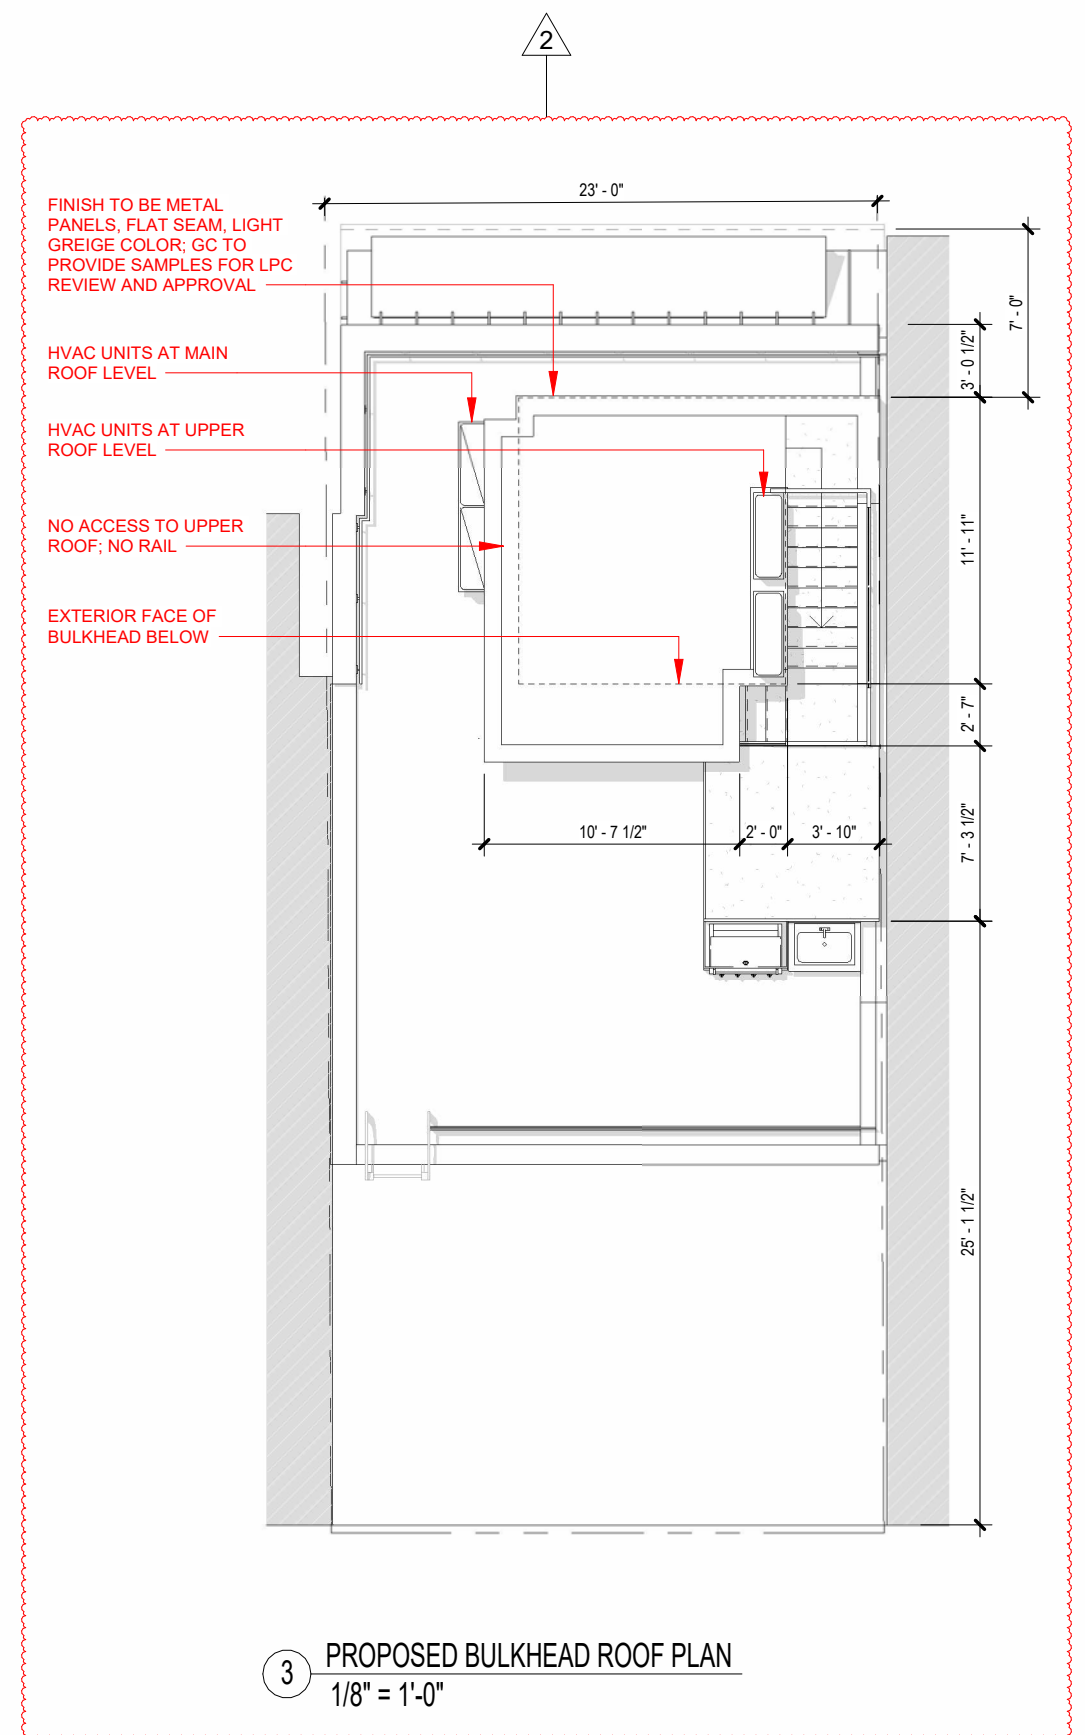 2
23' - 0"
FINISH TO BE METAL
PANELS, FLAT SEAM, LIGHT
GREIGE COLOR; GC TO
PROVIDE SAMPLES FOR LPC
REVIEW AND APPROVAL
7' - 0"
3' - 0 1/2"
HVAC UNITS AT MAIN
ROOF LEVEL
HVAC UNITS AT UPPER
ROOF LEVEL
NO ACCESS TO UPPER
ROOF; NO RAIL
11' - 11"
EXTERIOR FACE OF
BULKHEAD BELOW
2' - 7"
10' - 7 1/2"
2' - 0"
3' - 10"
7' - 3 1/2"
25' - 1 1/2"
3
PROPOSED BULKHEAD ROOF PLAN
1/8" = 1'-0"